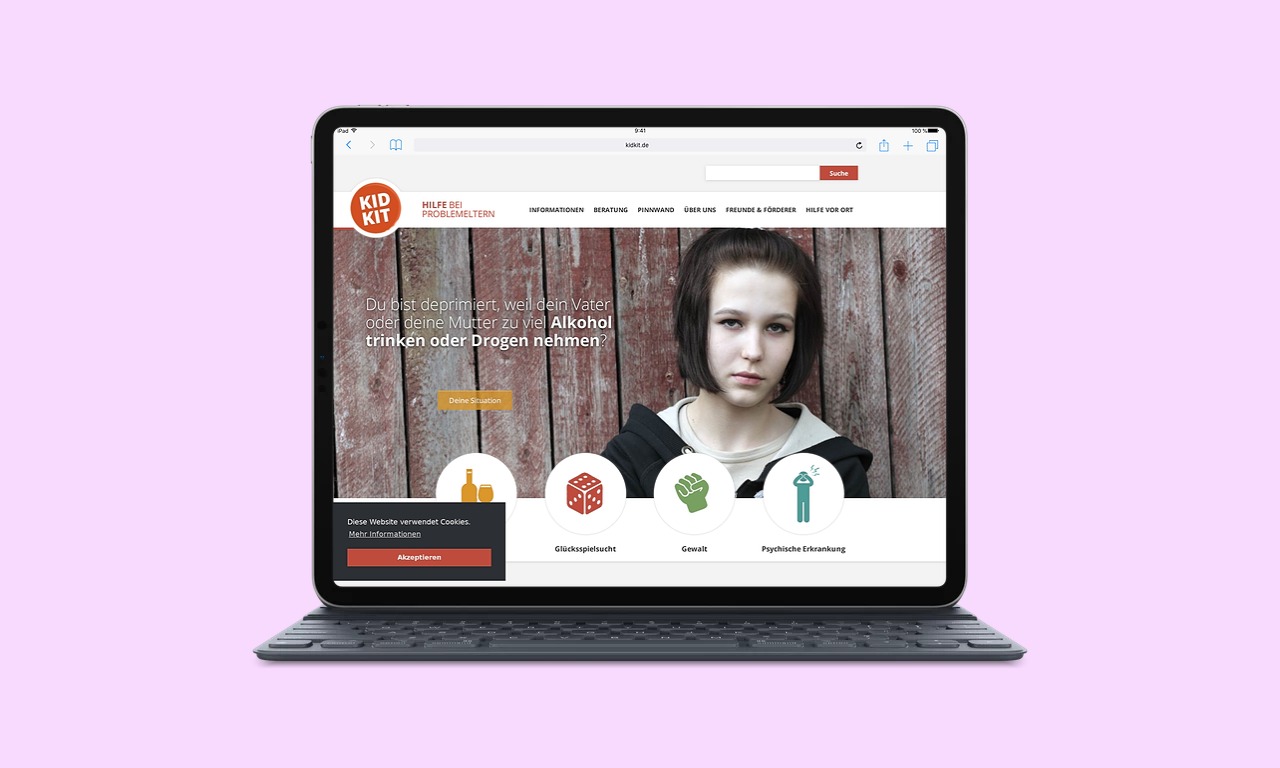 iPad
9:41
100 %
kidkit.de
Suche
KID
KIT
HILFE BEI
PROBLEMELTERN
INFORMATIONEN BERATUNG PINNWAND ÜBER UNS FREUNDE & FÖRDERER HILFE VOR ORT
Du bist deprimiert, weil dein Vater
oder deine Mutter zu viel Alkohol
trinken oder Drogen nehmen?
Deine Situation
Diese Website verwendet Cookies.
Mehr Informationen
Akzeptieren
Glücksspielsucht
Gewalt
Psychische Erkrankung